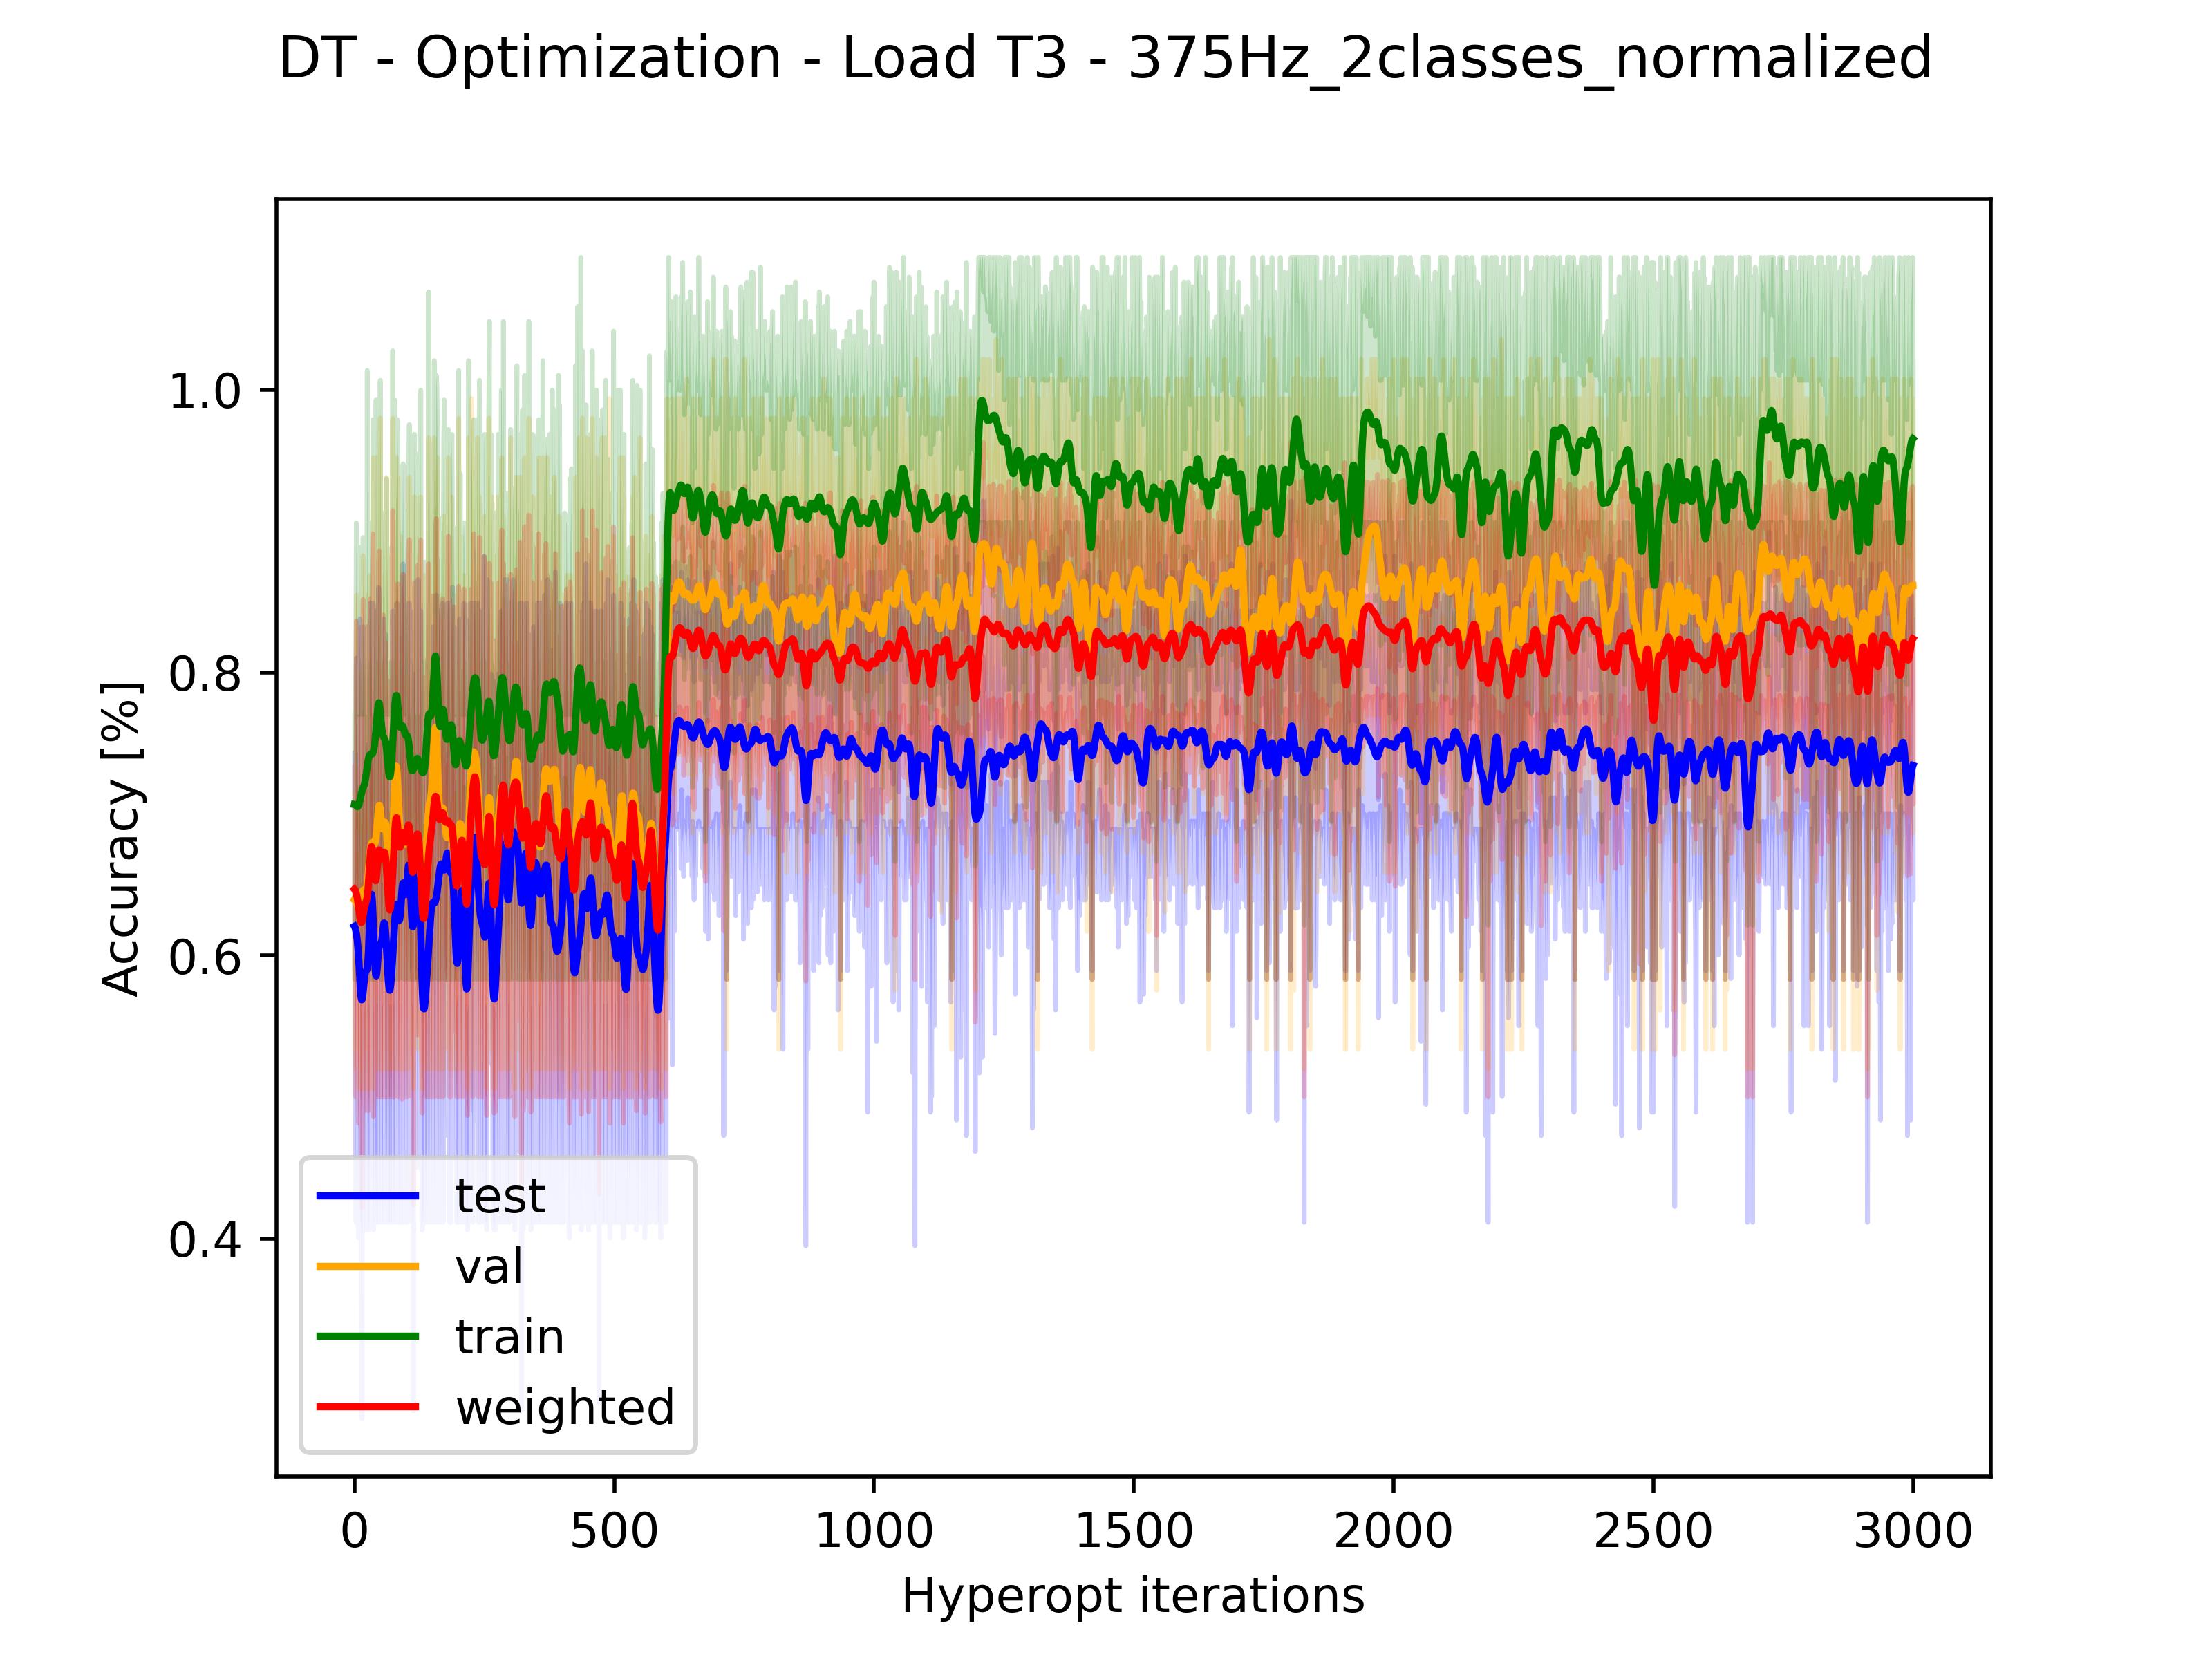 DT - Optimization - Load T3 - 375Hz_2classes_normalized
Accuracy [%]
1.0
0.8
0.6
0.4
test
val
train
weighted
0 500 1000 1500 2000 2500 3000
Hyperopt iterations